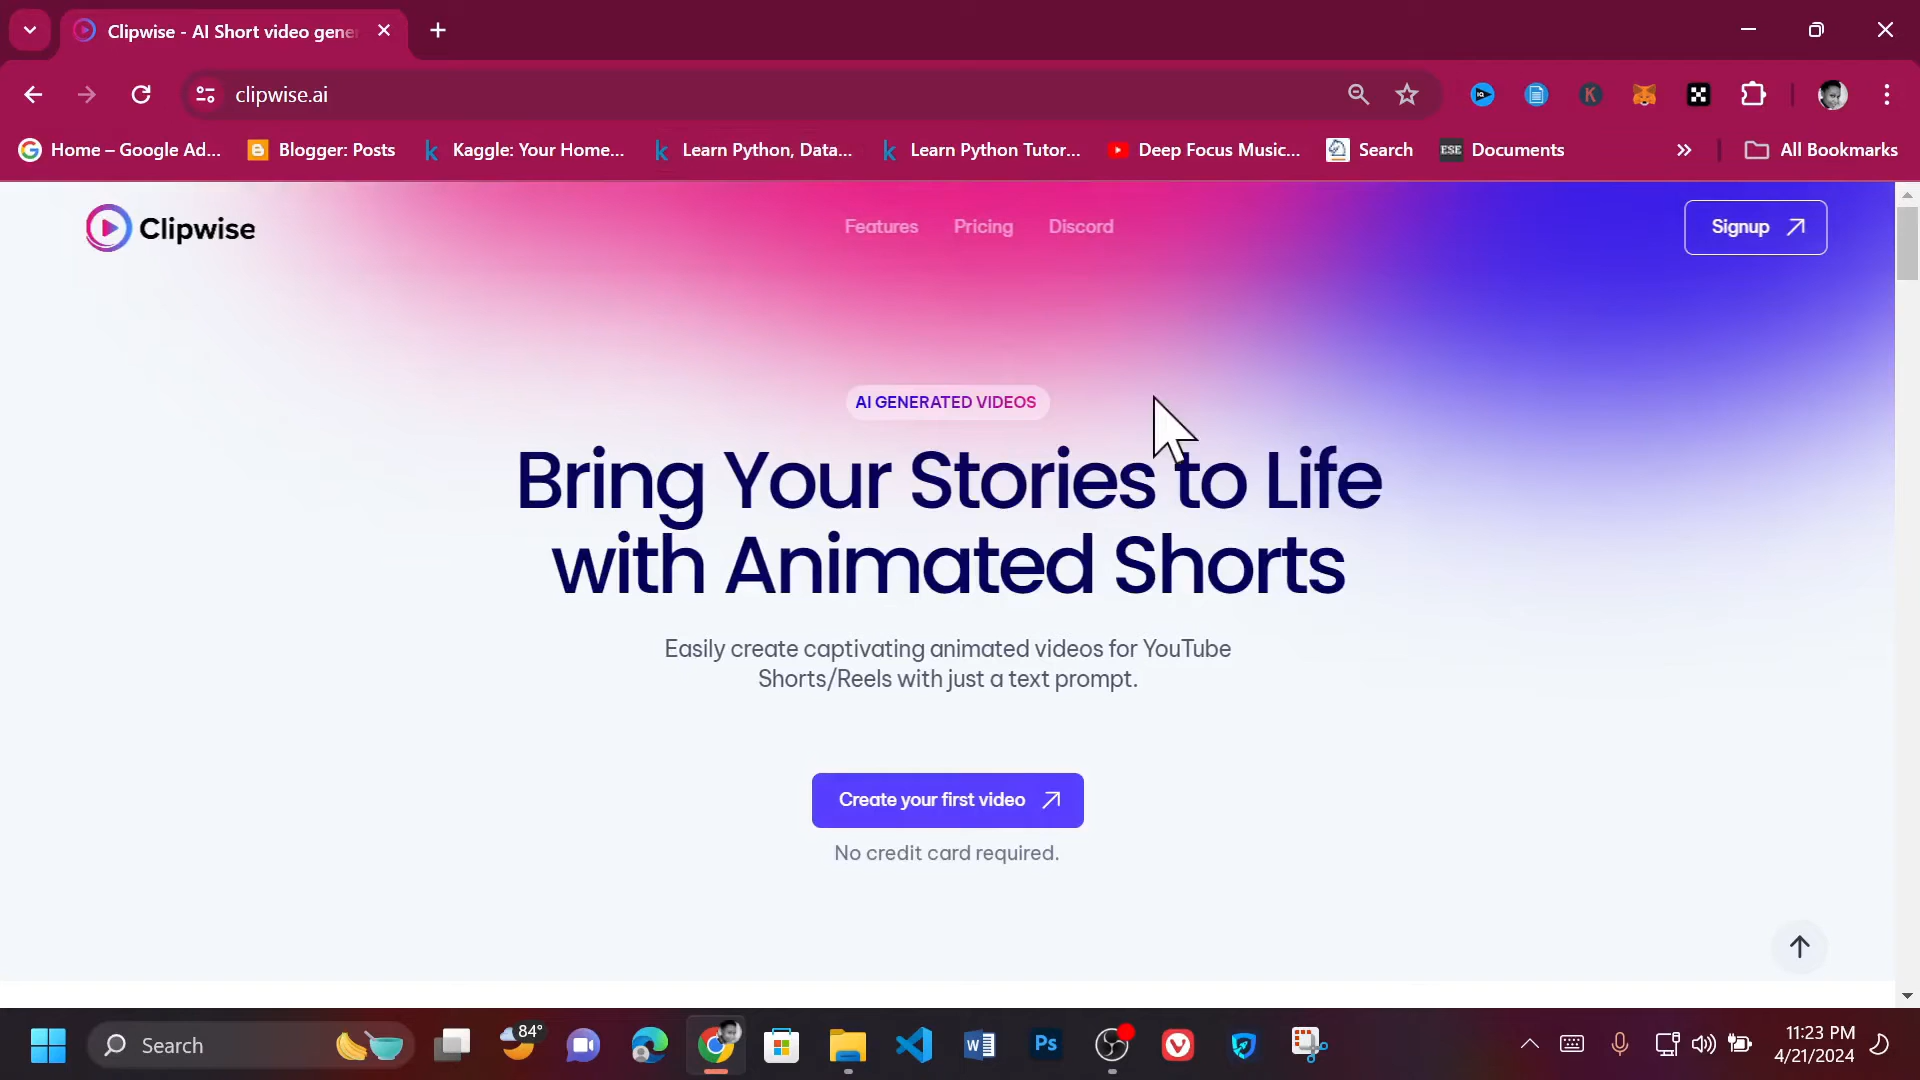 Clipwise - AI Short video gene
clipwise.ai
Home – Google Ad...
Blogger: Posts
Kaggle: Your Home...
Learn Python, Data...
Learn Python Tutor...
Deep Focus Music...
Search
ESE Documents
All Bookmarks
Clipwise
Features
Pricing
Discord
Signup
AI GENERATED VIDEOS
Bring Your Stories to Life
with Animated Shorts
Easily create captivating animated videos for YouTube
Shorts/Reels with just a text prompt.
Create your first video
No credit card required.
Search
84°
Ps
11:23 PM
4/21/2024